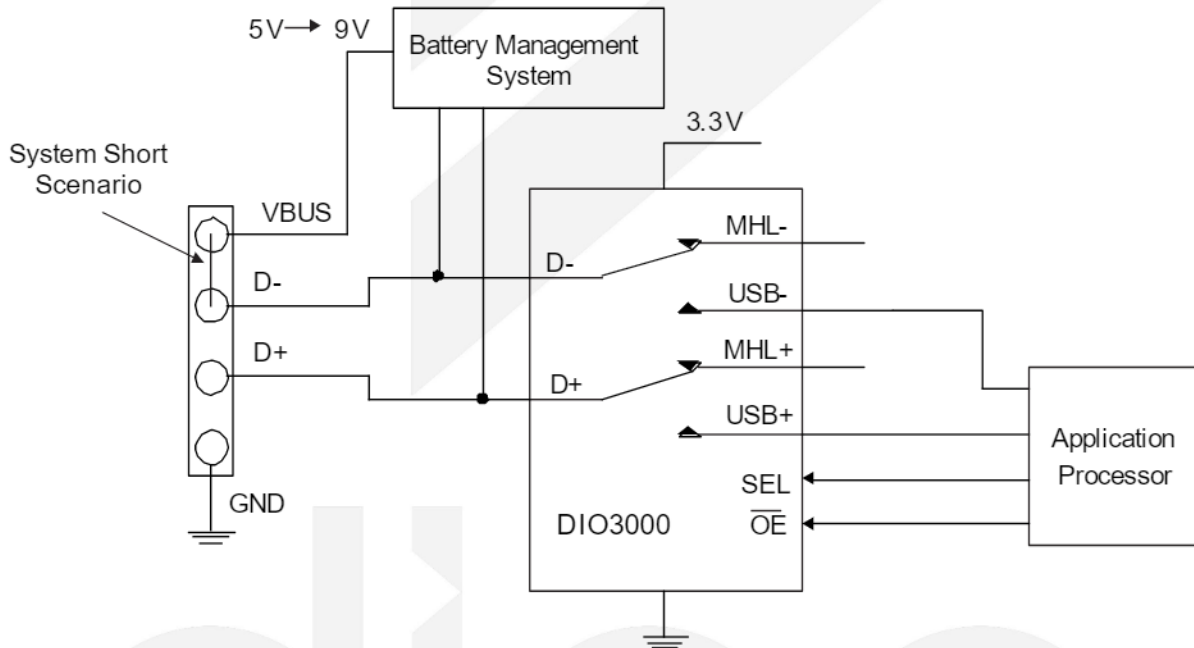 5V→ 9V
Battery Management
System
3.3V
System Short
Scenario
VBUS
MHL-
D-
D-
USB-
D+
MHL+
D+
USB+
Application
Processor
SEL
GND
DIO3000
O̅E̅